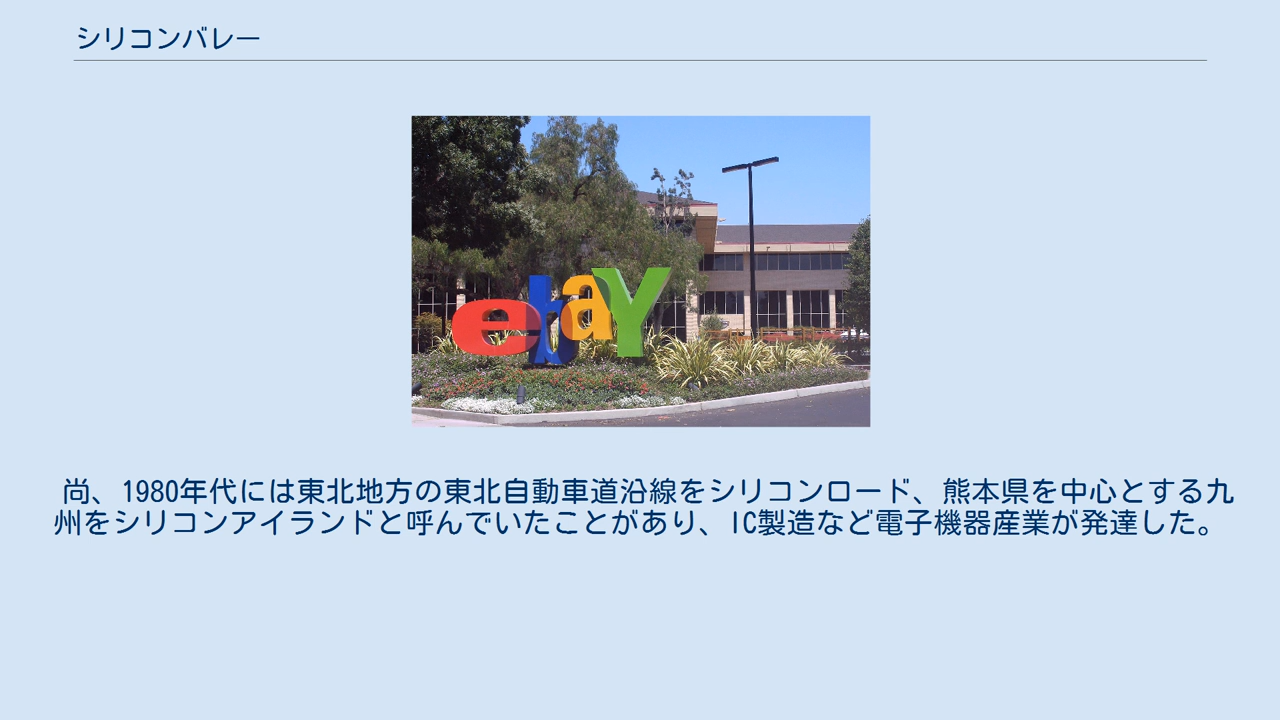 シリコンバレー
ebaY
尚、1980年代には東北地方の東北自動車道沿線をシリコンロード、熊本県を中心とする九
州をシリコンアイランドと呼んでいたことがあり、IC製造など電子機器産業が発達した。